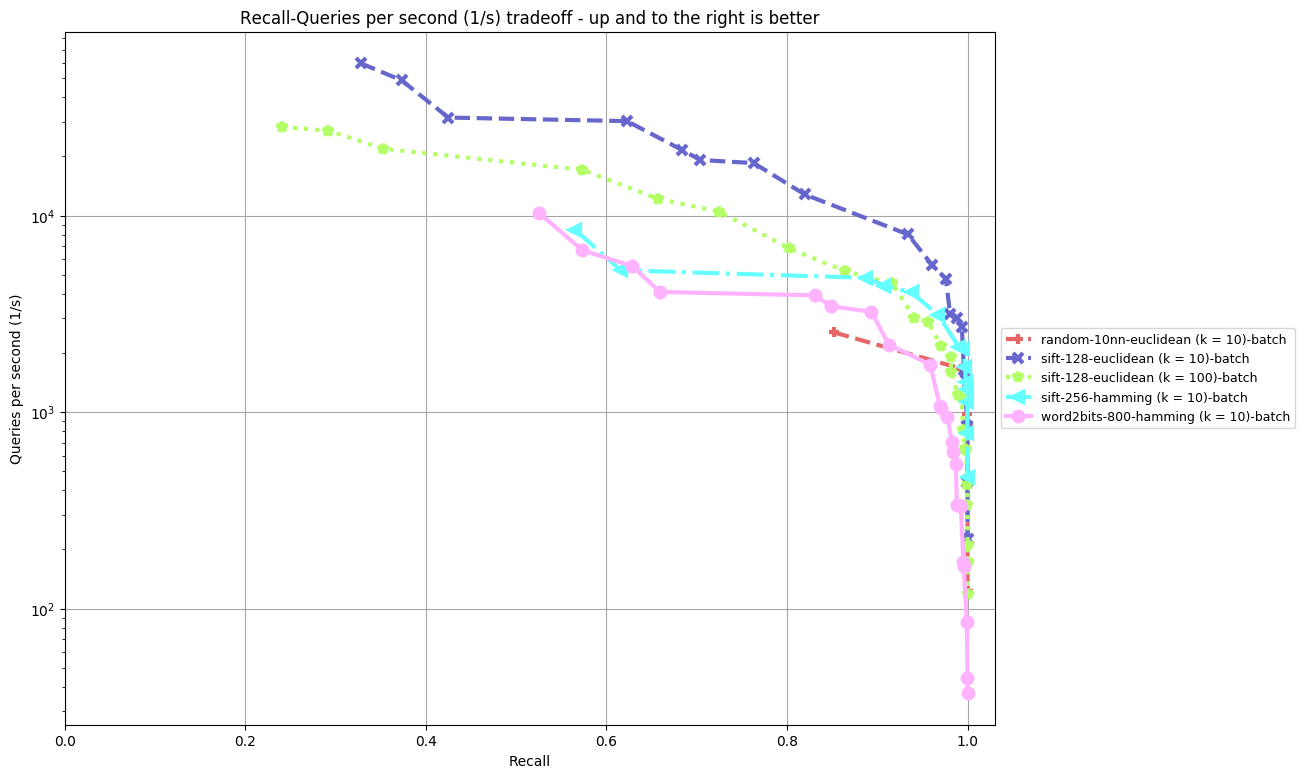 Recall-Queries per second (1/s) tradeoff - up and to the right is better
Queries per second (1/s)
10^4
10^3
10^2
0.0 0.2 0.4 0.6 0.8 1.0
Recall
random-10nn-euclidean (k = 10)-batch
sift-128-euclidean (k = 10)-batch
sift-128-euclidean (k = 100)-batch
sift-256-hamming (k = 10)-batch
word2bits-800-hamming (k = 10)-batch